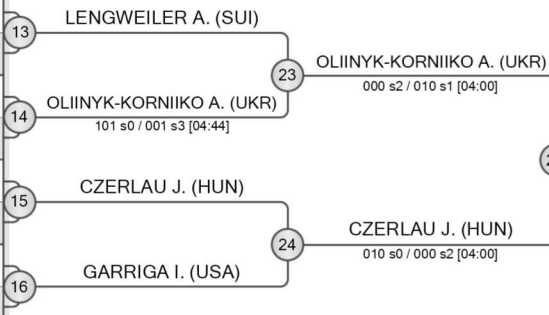 13
LENGWEILER A. (SUI)
23
OLIINYK-KORNIIKO A. (UKR)
000 s2 / 010 s1 [04:00]
14
OLIINYK-KORNIIKO A. (UKR)
101 s0 / 001 s3 [04:44]
15
CZERLAU J. (HUN)
24
CZERLAU J. (HUN)
010 s0 / 000 s2 [04:00]
16
GARRIGA I. (USA)